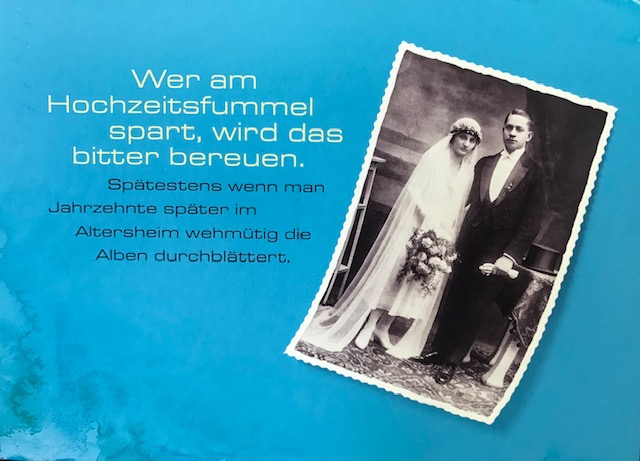 Wer am
Hochzeitsfummel
spart, wird das
bitter bereuen.
Spätestens wenn man
Jahrzehnte später im
Altersheim wehmütig die
Alben durchblättert.